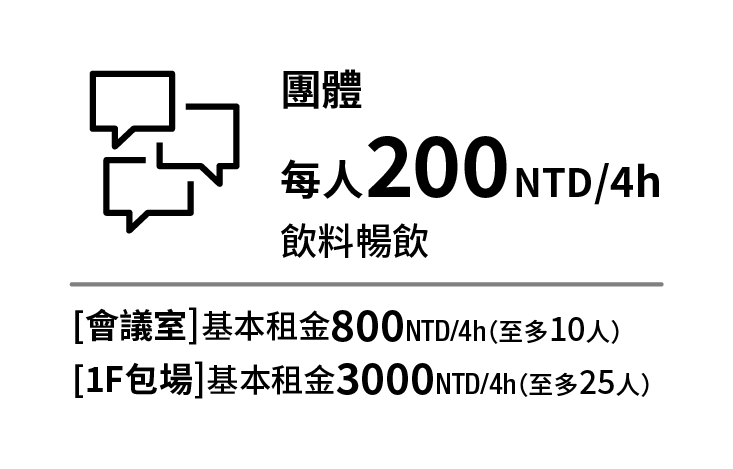 團體
每人200NTD/4h
飲料暢飲
[會議室]基本租金800NTD/4h(至多10人)
[1F包場]基本租金3000NTD/4h(至多25人)